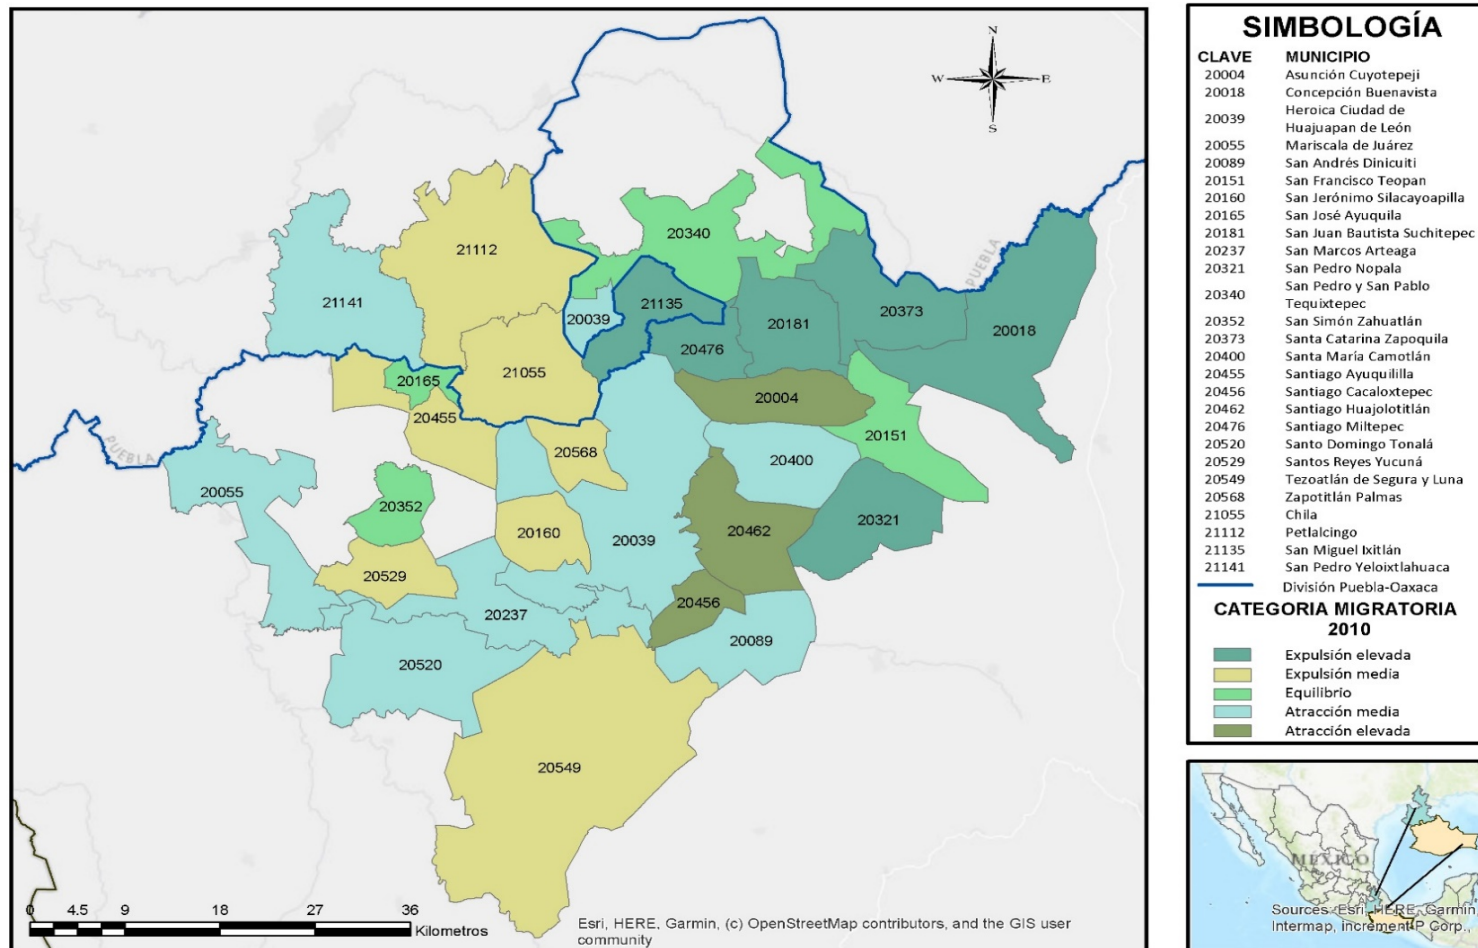 N
W E
S
PUEBLA
PUEBLA
20340
21112
21141
20039
21135
20181
20373
20018
20476
20165
21055
20004
20455
20151
20568
20400
20055
20352
20462
20321
20160
20039
20529
20456
20237
20089
20520
20549
0 4.5 9 18 27 36
Kilometros
Esri, HERE, Garmin, (c) OpenStreetMap contributors, and the GIS user
community
SIMBOLOGÍA
CLAVE MUNICIPIO
20004 Asunción Cuyotepeji
20018 Concepción Buenavista
20039 Heroica Ciudad de
Huajuapan de León
20055 Mariscala de Juárez
20089 San Andrés Dinicuiti
20151 San Francisco Teopan
20160 San Jerónimo Silacayoapilla
20165 San José Ayuquila
20181 San Juan Bautista Suchitepec
20237 San Marcos Arteaga
20321 San Pedro Nopala
20340 San Pedro y San Pablo
Tequixtepec
20352 San Simón Zahuatlán
20373 Santa Catarina Zapoquila
20400 Santa María Camotlán
20455 Santiago Ayuquililla
20456 Santiago Cacaloxtepec
20462 Santiago Huajolotitlán
20476 Santiago Miltepec
20520 Santo Domingo Tonalá
20529 Santos Reyes Yucuná
20549 Tezoatlán de Segura y Luna
20568 Zapotitlán Palmas
21055 Chila
21112 Petlalcingo
21135 San Miguel Ixitlán
21141 San Pedro Yeloixtlahuaca
División Puebla-Oaxaca
CATEGORIA MIGRATORIA
2010
Expulsión elevada
Expulsión media
Equilibrio
Atracción media
Atracción elevada
MÉXICO
Sources: Esri, HERE, Garmin,
Intermap, increment P Corp.,